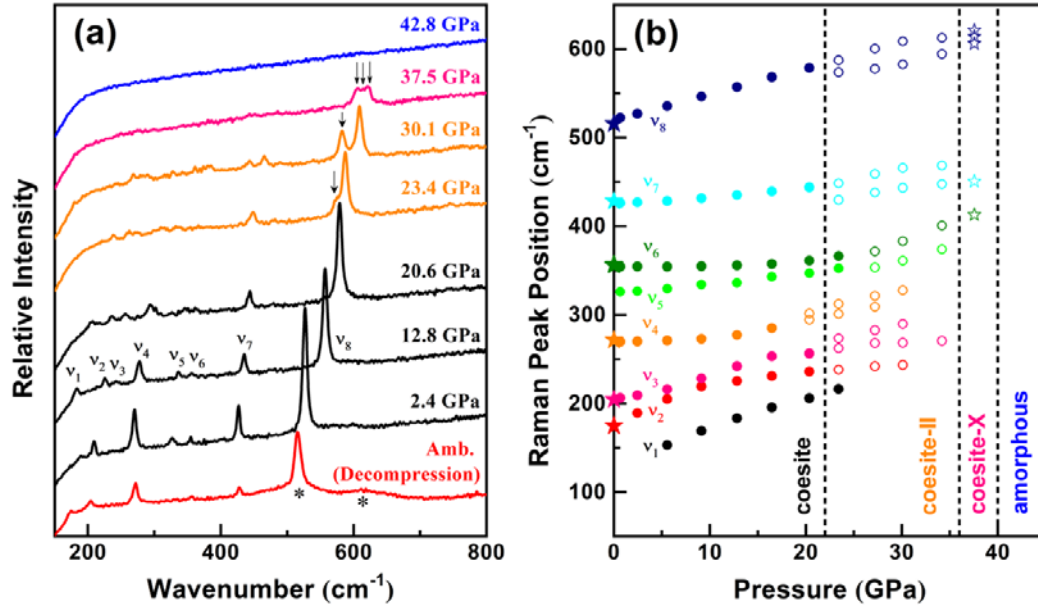 (a)
42.8 GPa
37.5 GPa
30.1 GPa
23.4 GPa
20.6 GPa
12.8 GPa
2.4 GPa
Amb.
(Decompression)
ν1
ν2
ν3
ν4
ν5
ν6
ν7
ν8
*
*
Relative Intensity
200
400
600
800
Wavenumber (cm-1)
(b)
600
500
400
300
200
100
Raman Peak Position (cm-1)
ν8
ν7
ν6
ν5
ν4
ν3
ν2
ν1
coesite
coesite-II
coesite-X
amorphous
0
10
20
30
40
Pressure (GPa)